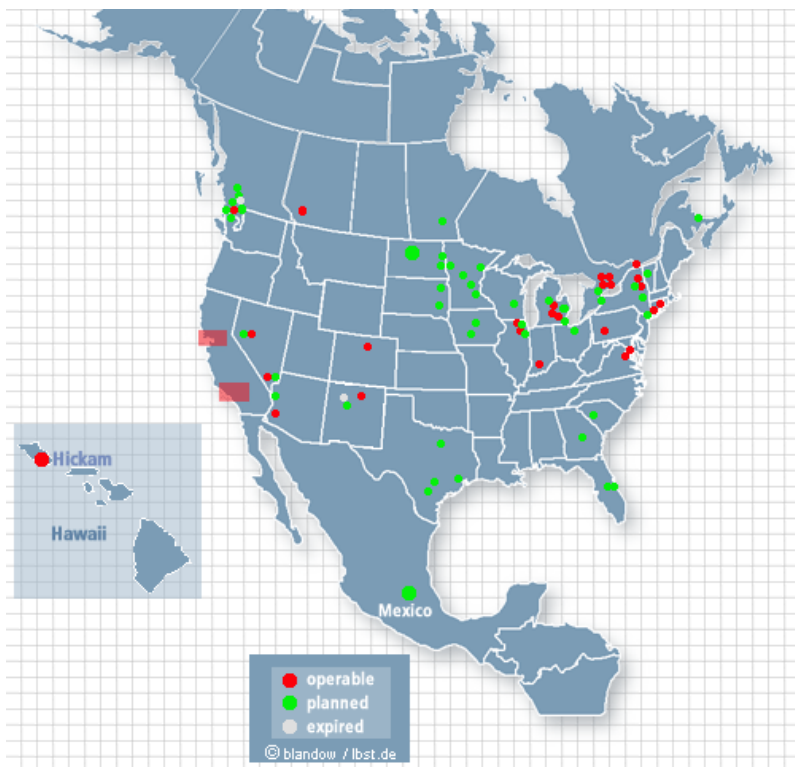 Hickam
Hawaii
Mexico
operable
planned
expired
© blandow / lbst.de